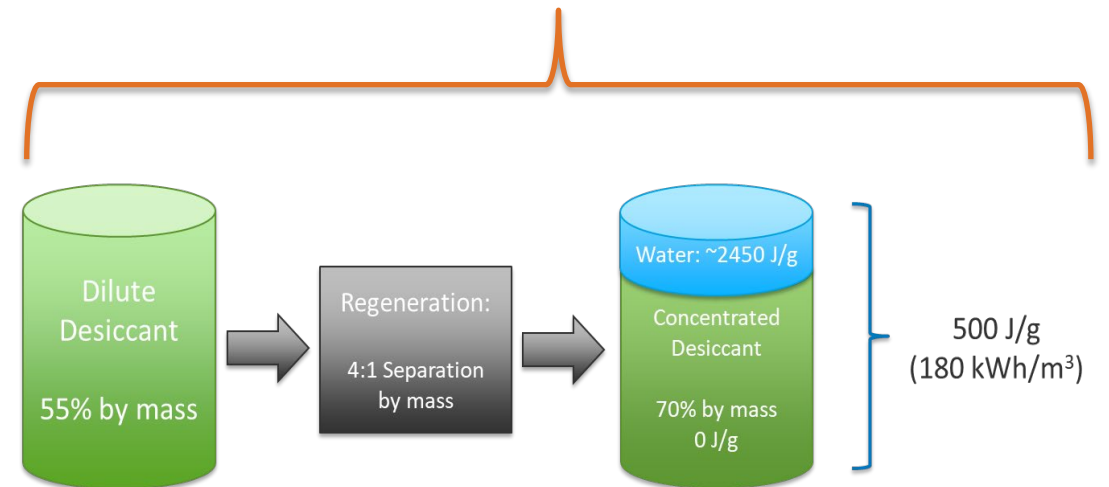 Dilute
Desiccant
55% by mass
Regeneration:
4:1 Separation
by mass
Water: ~2450 J/g
Concentrated
Desiccant
70% by mass
0 J/g
500 J/g
(180 kWh/m³)